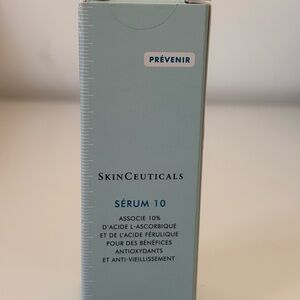 PRÉVENIR
SKINCEUTICALS
SÉRUM 10
ASSOCIE 10%
D'ACIDE L-ASCORBIQUE
ET DE L'ACIDE FÉRULIQUE
POUR DES BÉNÉFICES
ANTIOXYDANTS
ET ANTI-VIEILLISSEMENT